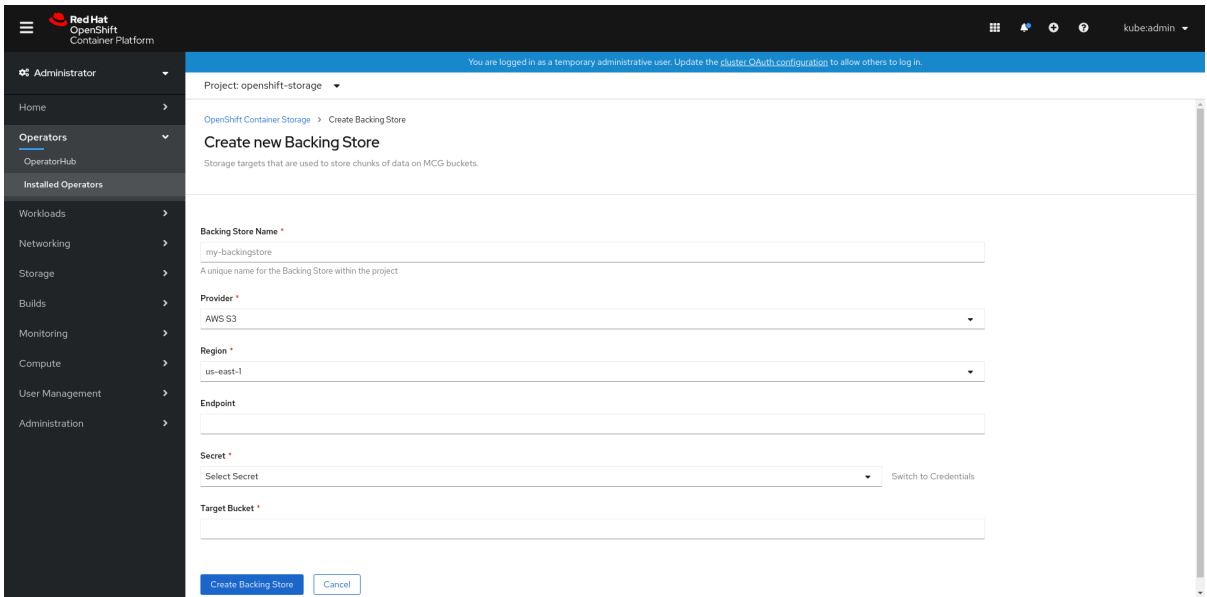 Red Hat
OpenShift
Container Platform
kube:admin
Administrator
You are logged in as a temporary administrative user. Update the cluster OAuth configuration to allow others to log in.
Project: openshift-storage
Home
Operators
OperatorHub
Installed Operators
Workloads
Networking
Storage
Builds
Monitoring
Compute
User Management
Administration
OpenShift Container Storage > Create Backing Store
Create new Backing Store
Storage targets that are used to store chunks of data on MCG buckets.
Backing Store Name *
my-backingstore
A unique name for the Backing Store within the project
Provider *
AWS S3
Region *
us-east-1
Endpoint
Secret *
Select Secret
Switch to Credentials
Target Bucket *
Create Backing Store
Cancel